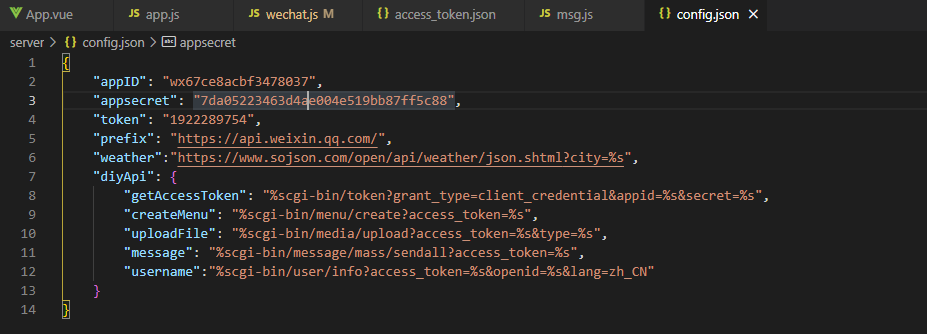 App.vue app.js wechat.js M access_token.json msg.js config.json
server > config.json > appsecret
1 {
2 "appID": "wx67ce8acbf3478037",
3 "appsecret": "7da05223463d4ae004e519bb87ff5c88",
4 "token": "1922289754",
5 "prefix": "https://api.weixin.qq.com/",
6 "weather":"https://www.sojson.com/open/api/weather/json.shtml?city=%s",
7 "diyApi": {
8 "getAccessToken": "%scgi-bin/token?grant_type=client_credential&appid=%s&secret=%s",
9 "createMenu": "%scgi-bin/menu/create?access_token=%s",
10 "uploadFile": "%scgi-bin/media/upload?access_token=%s&type=%s",
11 "message": "%scgi-bin/message/mass/sendall?access_token=%s",
12 "username":"%scgi-bin/user/info?access_token=%s&openid=%s&lang=zh_CN"
13 }
14 }